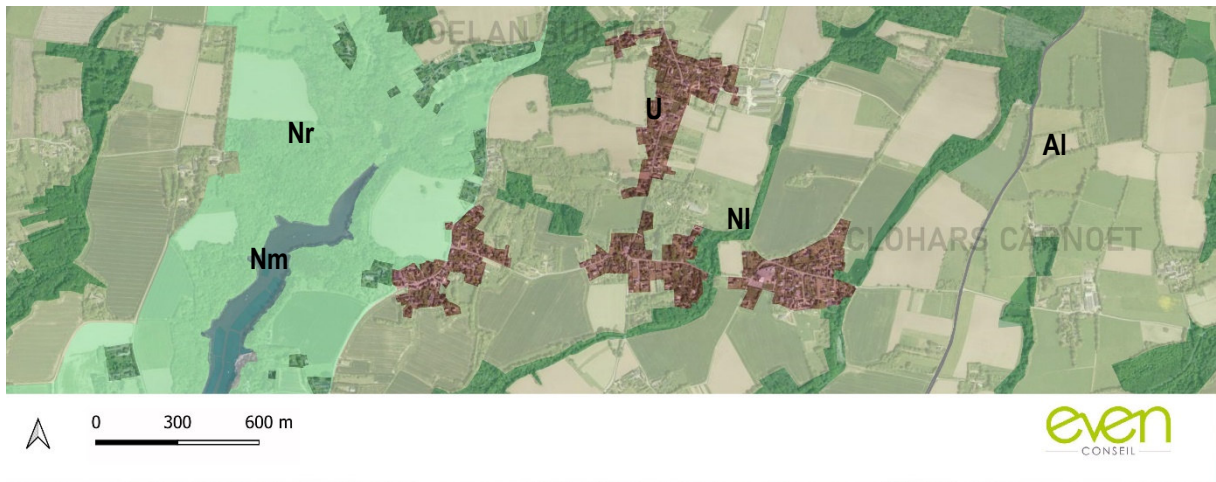 MOELAN SUR MER
U
Nr
Al
Nl
CLOHARS CARNOET
Nm
0 300 600 m
even
CONSEIL